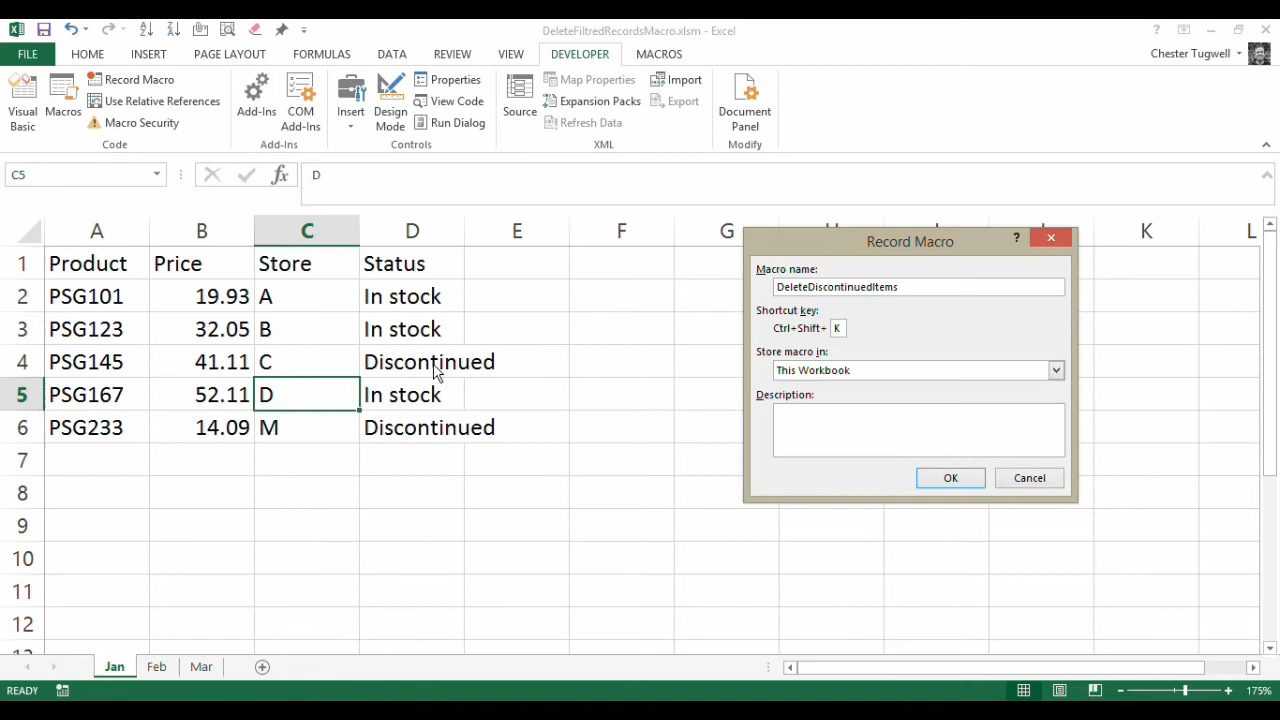 DeleteFiltredRecordsMacro.xlsm - Excel
?
FILE HOME INSERT PAGE LAYOUT FORMULAS DATA REVIEW VIEW DEVELOPER MACROS Chester Tugwell
Visual Basic
Macros
Record Macro
Use Relative References
Macro Security
Code
Add-Ins
COM Add-Ins
Add-Ins
Insert
Design Mode
Properties
View Code
Run Dialog
Controls
Source
Map Properties
Expansion Packs
Refresh Data
Import
Export
XML
Document Panel
Modify
C5 fx D
A B C D E F G K L
1 Product Price Store Status
2 PSG101 19.93 A In stock
3 PSG123 32.05 B In stock
4 PSG145 41.11 C Discontinued
5 PSG167 52.11 D In stock
6 PSG233 14.09 M Discontinued
7
8
9
10
11
12
Record Macro ?
Macro name:
DeleteDiscontinuedItems
Shortcut key:
Ctrl+Shift+ K
Store macro in:
This Workbook
Description:
OK Cancel
Jan Feb Mar
READY 175%